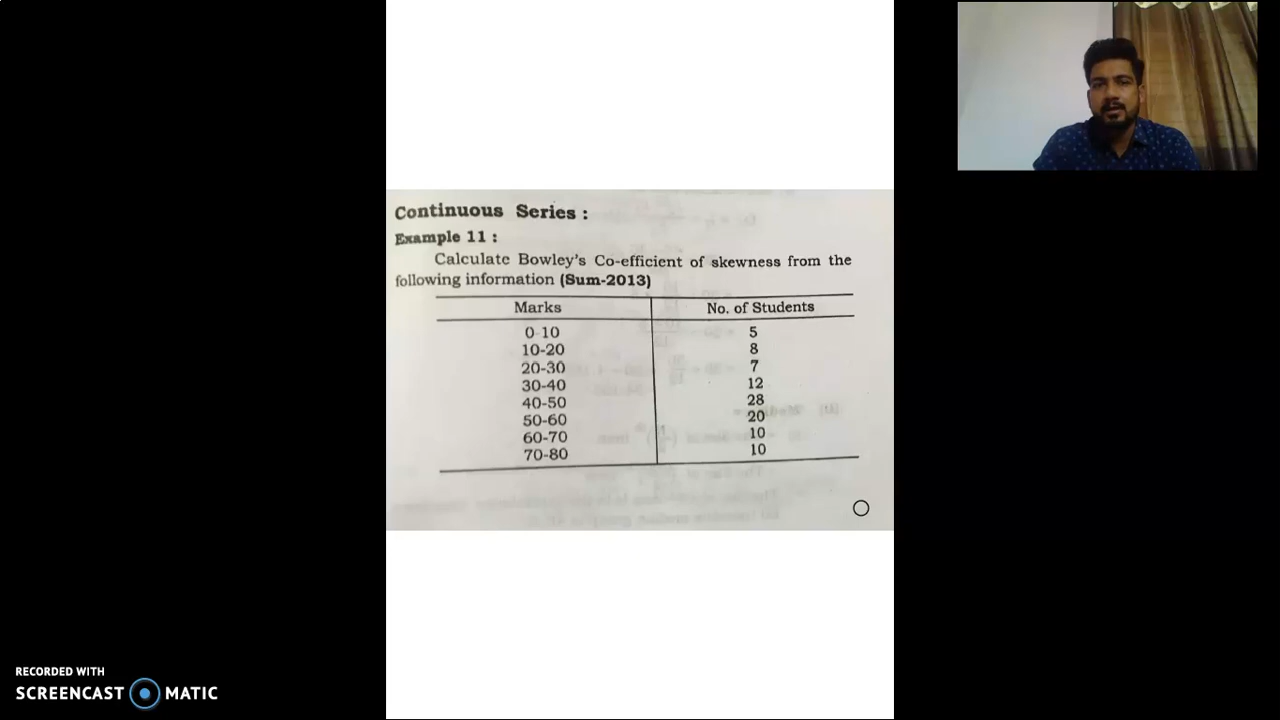 Continuous Series :
Example 11 :
Calculate Bowley's Co-efficient of skewness from the
following information (Sum-2013)
Marks No. of Students
0-10 5
10-20 8
20-30 7
30-40 12
40-50 28
50-60 20
60-70 10
70-80 10
RECORDED WITH
SCREENCAST MATIC